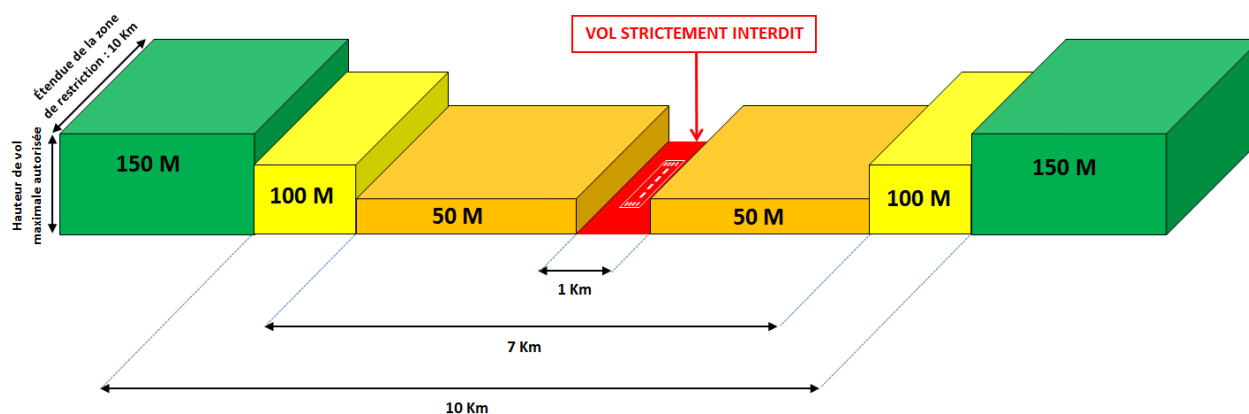 VOL STRICTEMENT INTERDIT
Étendue de la zone
de restriction : 10 Km
Hauteur de vol
maximale autorisée
150 M
100 M
50 M
50 M
100 M
150 M
1 Km
7 Km
10 Km